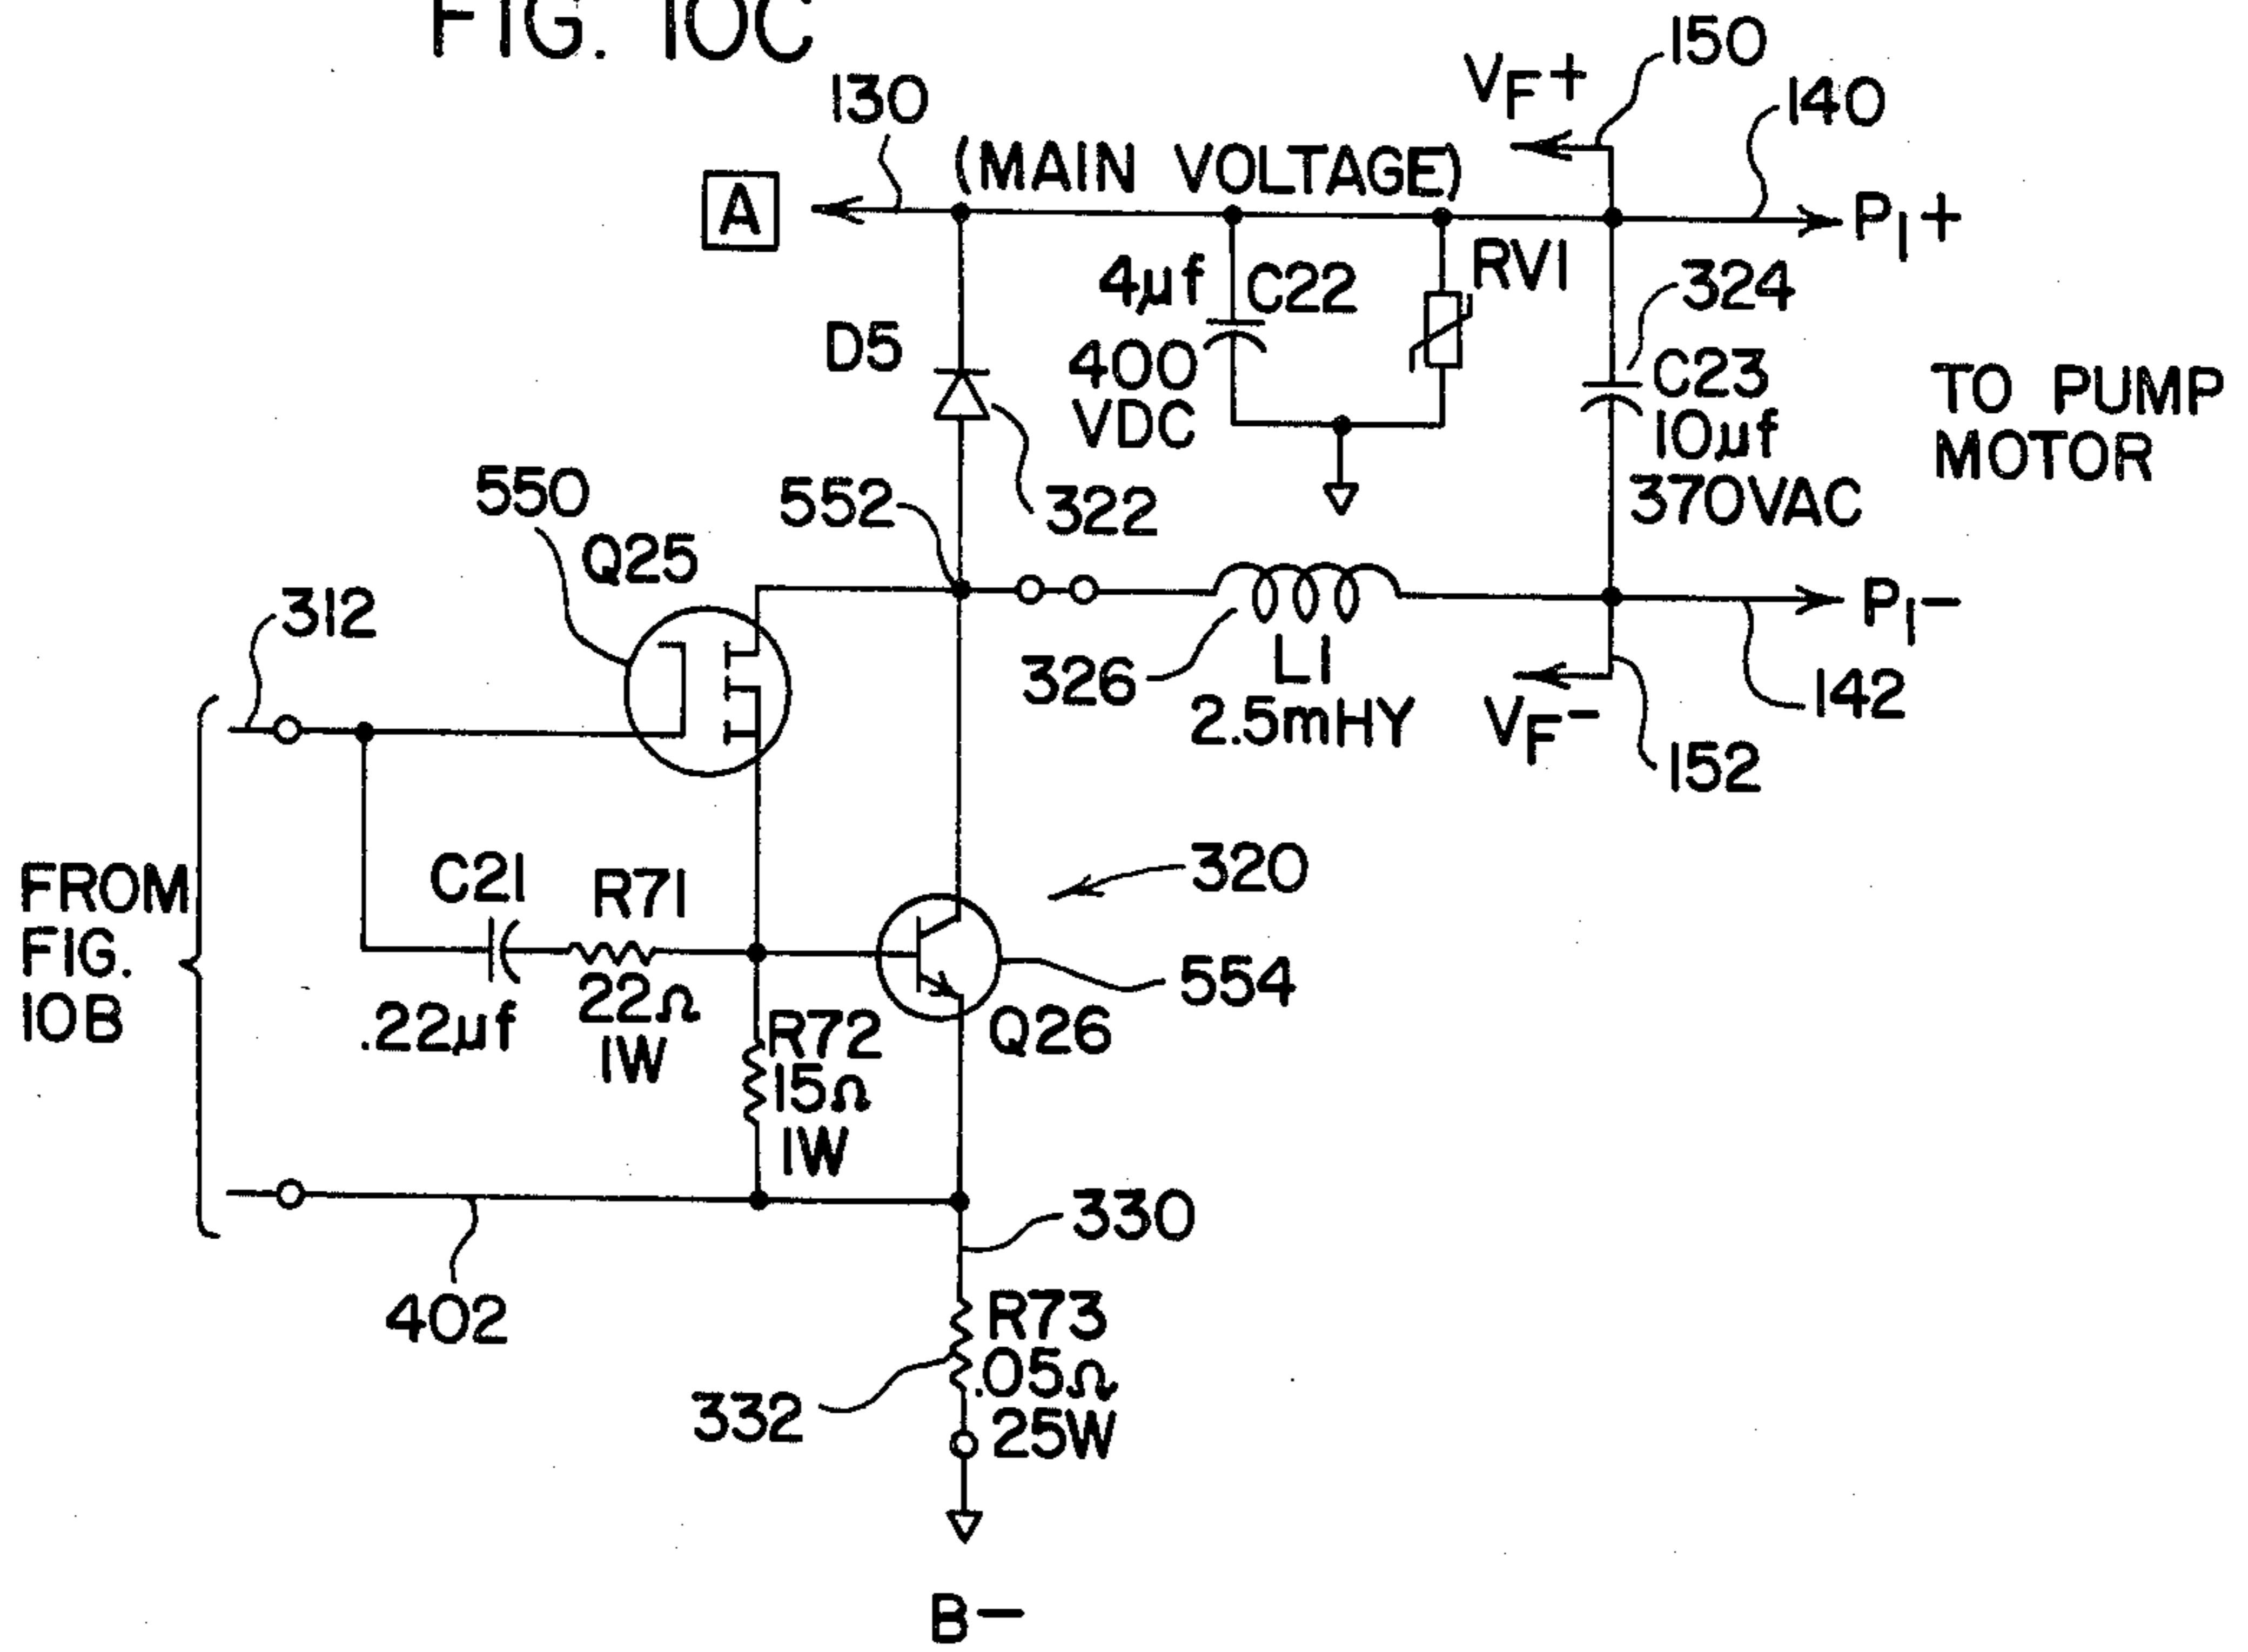 FIG. 10C
130
VF+
150
140
A
(MAIN VOLTAGE)
P1+
4µf
C22
RV1
324
D5
400
VDC
C23
10µf
370VAC
TO PUMP
MOTOR
550
Q25
552
322
312
326
L1
2.5mHY
P1−
VF−
142
152
FROM
FIG.
10B
C21
.22µf
R71
22Ω
1W
320
554
Q26
R72
15Ω
1W
330
402
R73
.05Ω
25W
332
B−